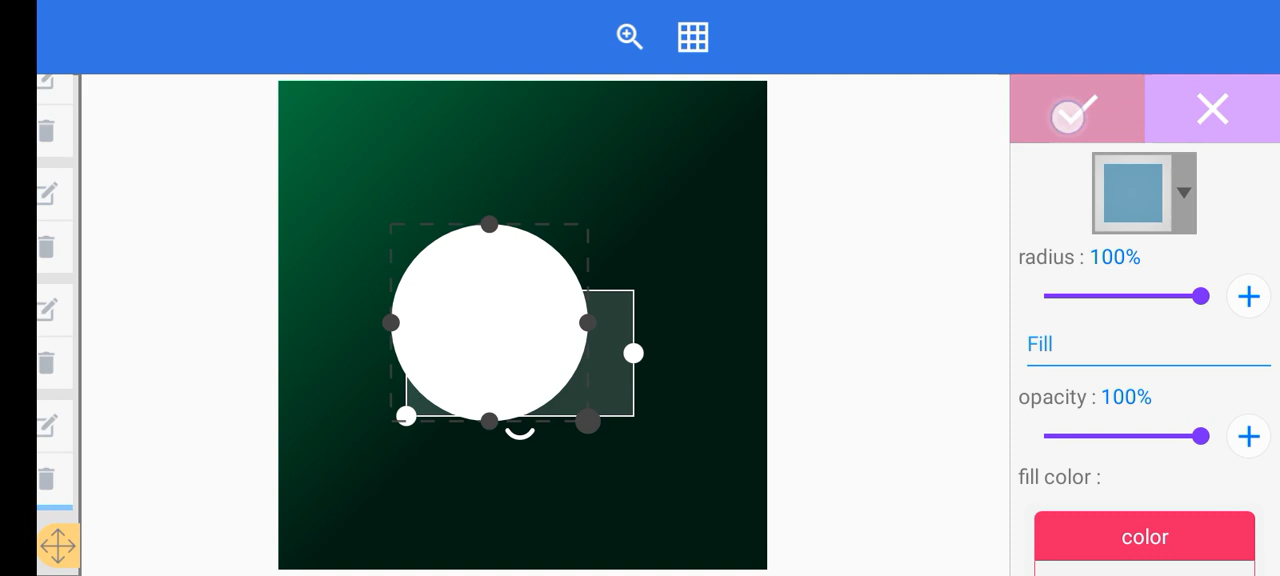 radius : 100%
Fill
opacity : 100%
fill color :
color